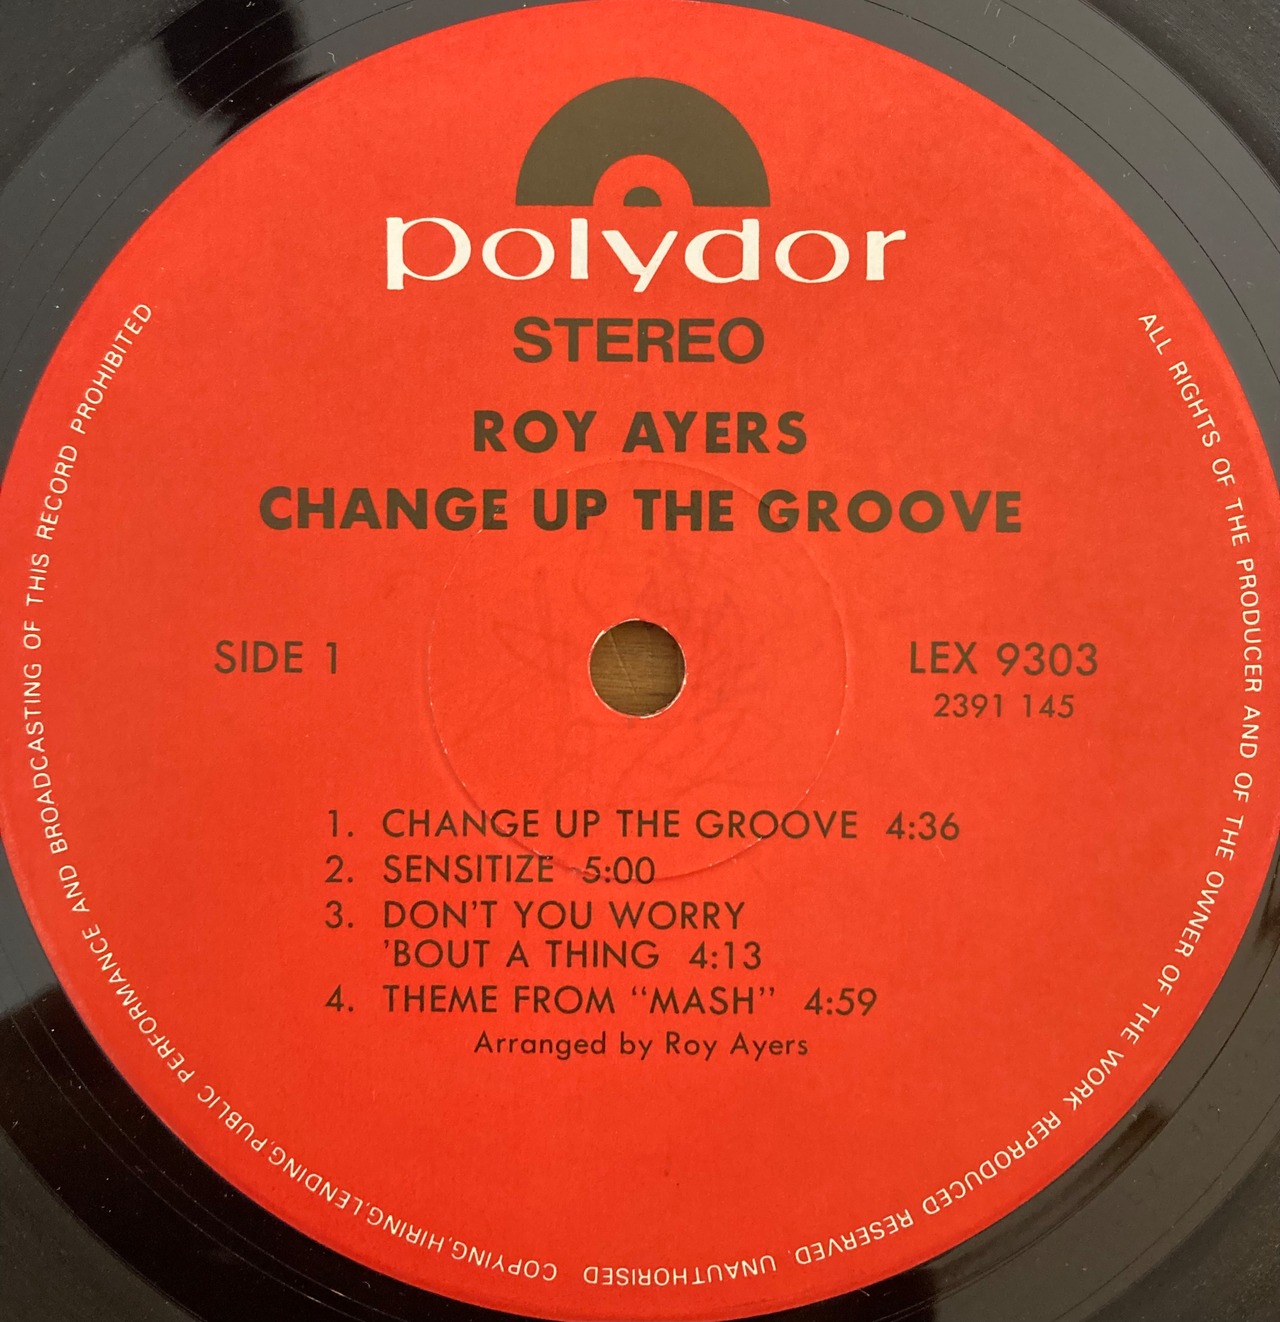 polydor
STEREO
ROY AYERS
CHANGE UP THE GROOVE
SIDE 1
LEX 9303
2391 145
1. CHANGE UP THE GROOVE 4:36
2. SENSITIZE 5:00
3. DON'T YOU WORRY
'BOUT A THING 4:13
4. THEME FROM “MASH” 4:59
Arranged by Roy Ayers
ALL RIGHTS OF THE PRODUCER AND OF THE OWNER OF THE WORK REPRODUCED RESERVED. UNAUTHORISED COPYING,HIRING,LENDING,PUBLIC PERFORMANCE AND BROADCASTING OF THIS RECORD PROHIBITED